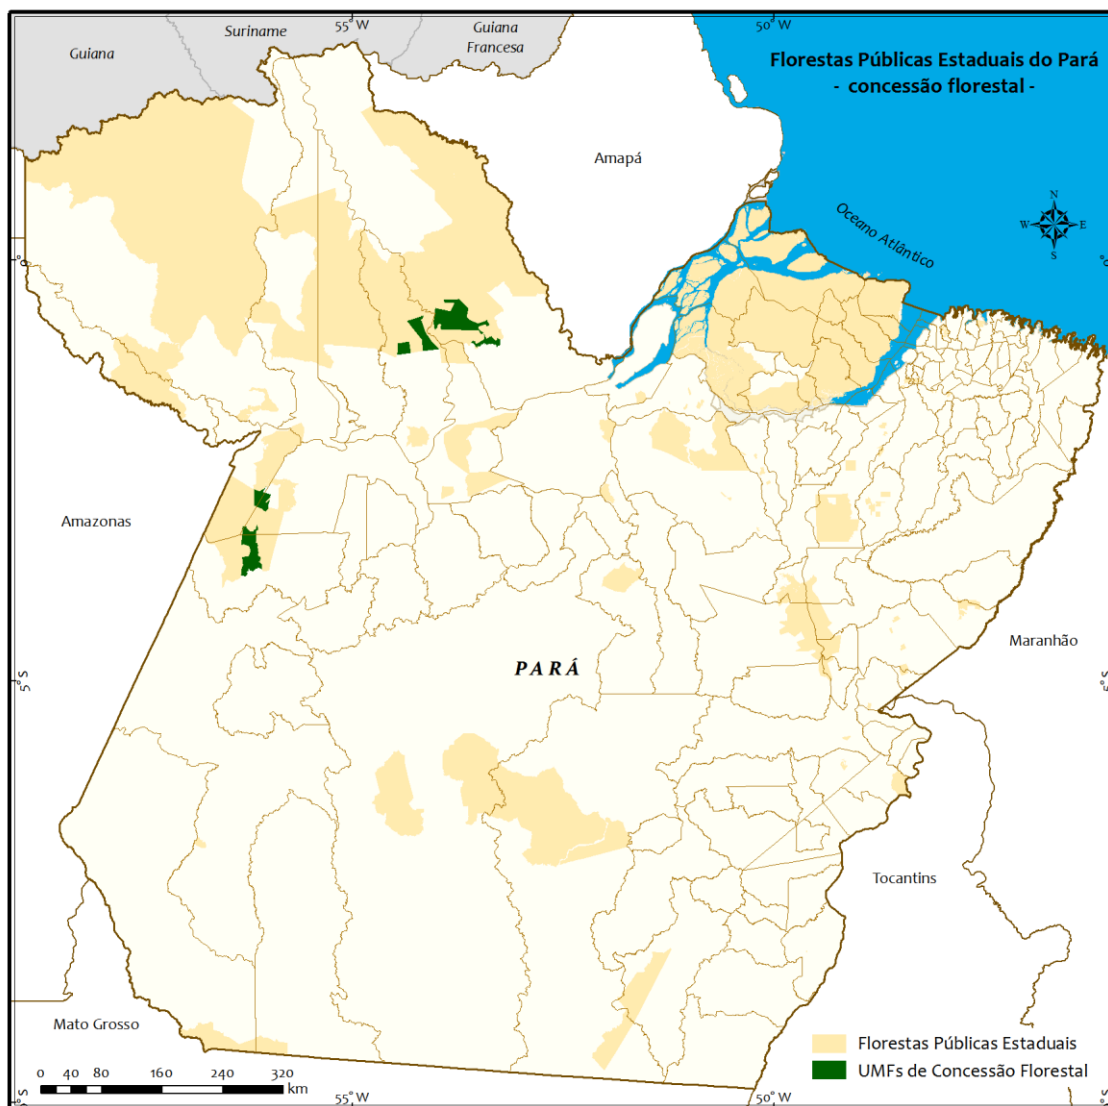 55° W
50° W
Suriname
Guiana
Guiana
Francesa
Florestas Públicas Estaduais do Pará
- concessão florestal -
Amapá
N
W
E
S
Oceano Atlântico
0°
0°
Amazonas
Maranhão
PARÁ
5°S
5°S
Tocantins
Mato Grosso
Florestas Públicas Estaduais
UMFs de Concessão Florestal
0 40 80 160 240 320
km
55° W
50° W